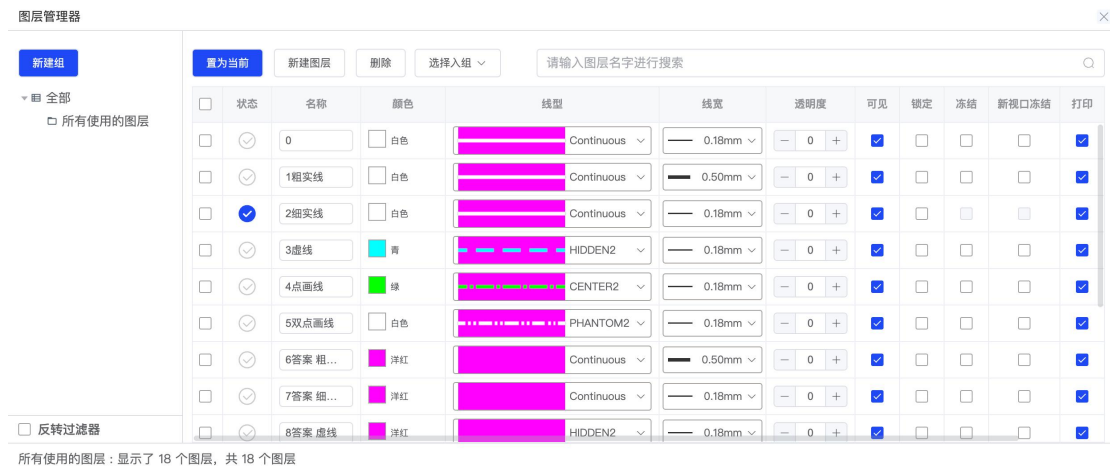 图层管理器
新建组 置为当前 新建图层 删除 选择入组 请输入图层名字进行搜索
全部
所有使用的图层
状态 名称 颜色 线型 线宽 透明度 可见 锁定 冻结 新视口冻结 打印
0 白色 Continuous 0.18mm 0
1粗实线 白色 Continuous 0.50mm 0
2细实线 白色 Continuous 0.18mm 0
3虚线 青 HIDDEN2 0.18mm 0
4点画线 绿 CENTER2 0.18mm 0
5双点画线 白色 PHANTOM2 0.18mm 0
6答案 粗... 洋红 Continuous 0.50mm 0
7答案 细... 洋红 Continuous 0.18mm 0
8答案 虚线 洋红 HIDDEN2 0.18mm 0
反转过滤器
所有使用的图层：显示了 18 个图层，共 18 个图层